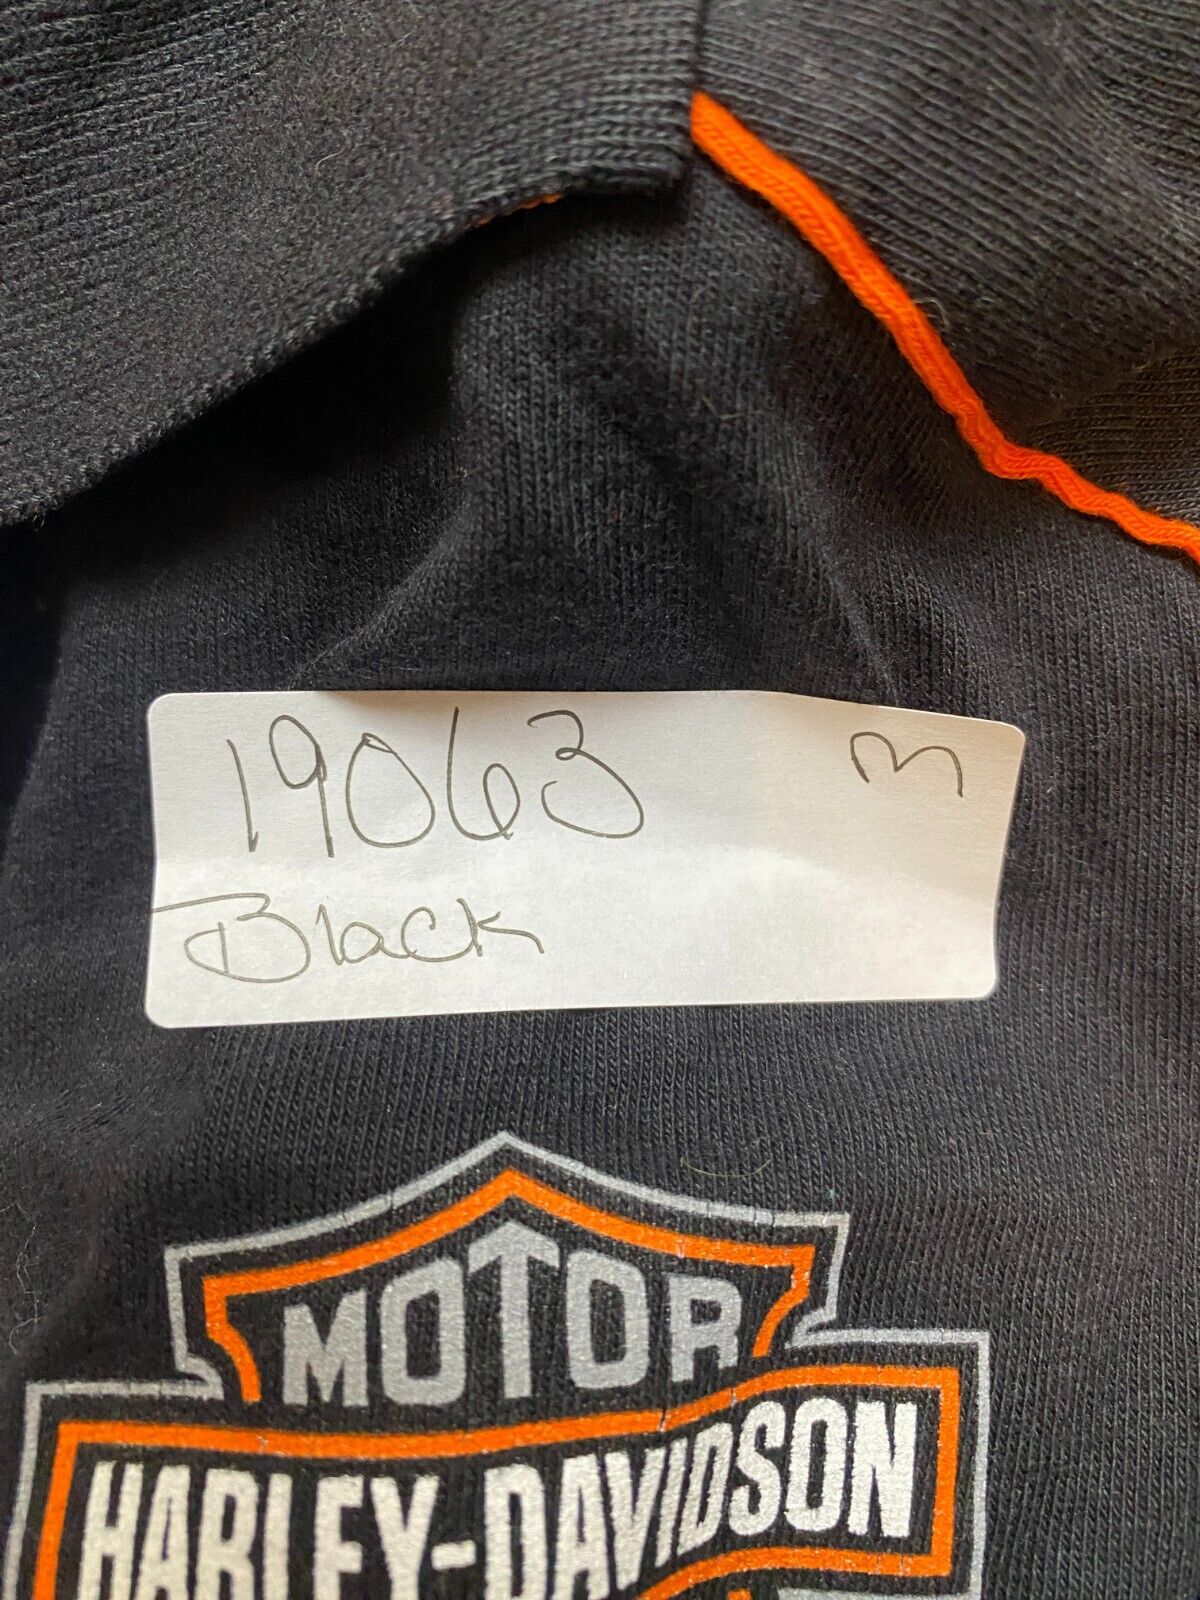 19063 m
Black
MOTOR
HARLEY-DAVIDSON